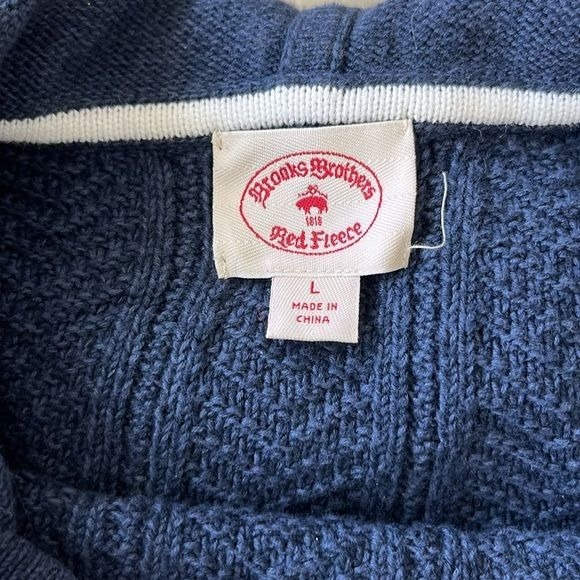 Brooks Brothers
1818
Red Fleece
L
MADE IN
CHINA